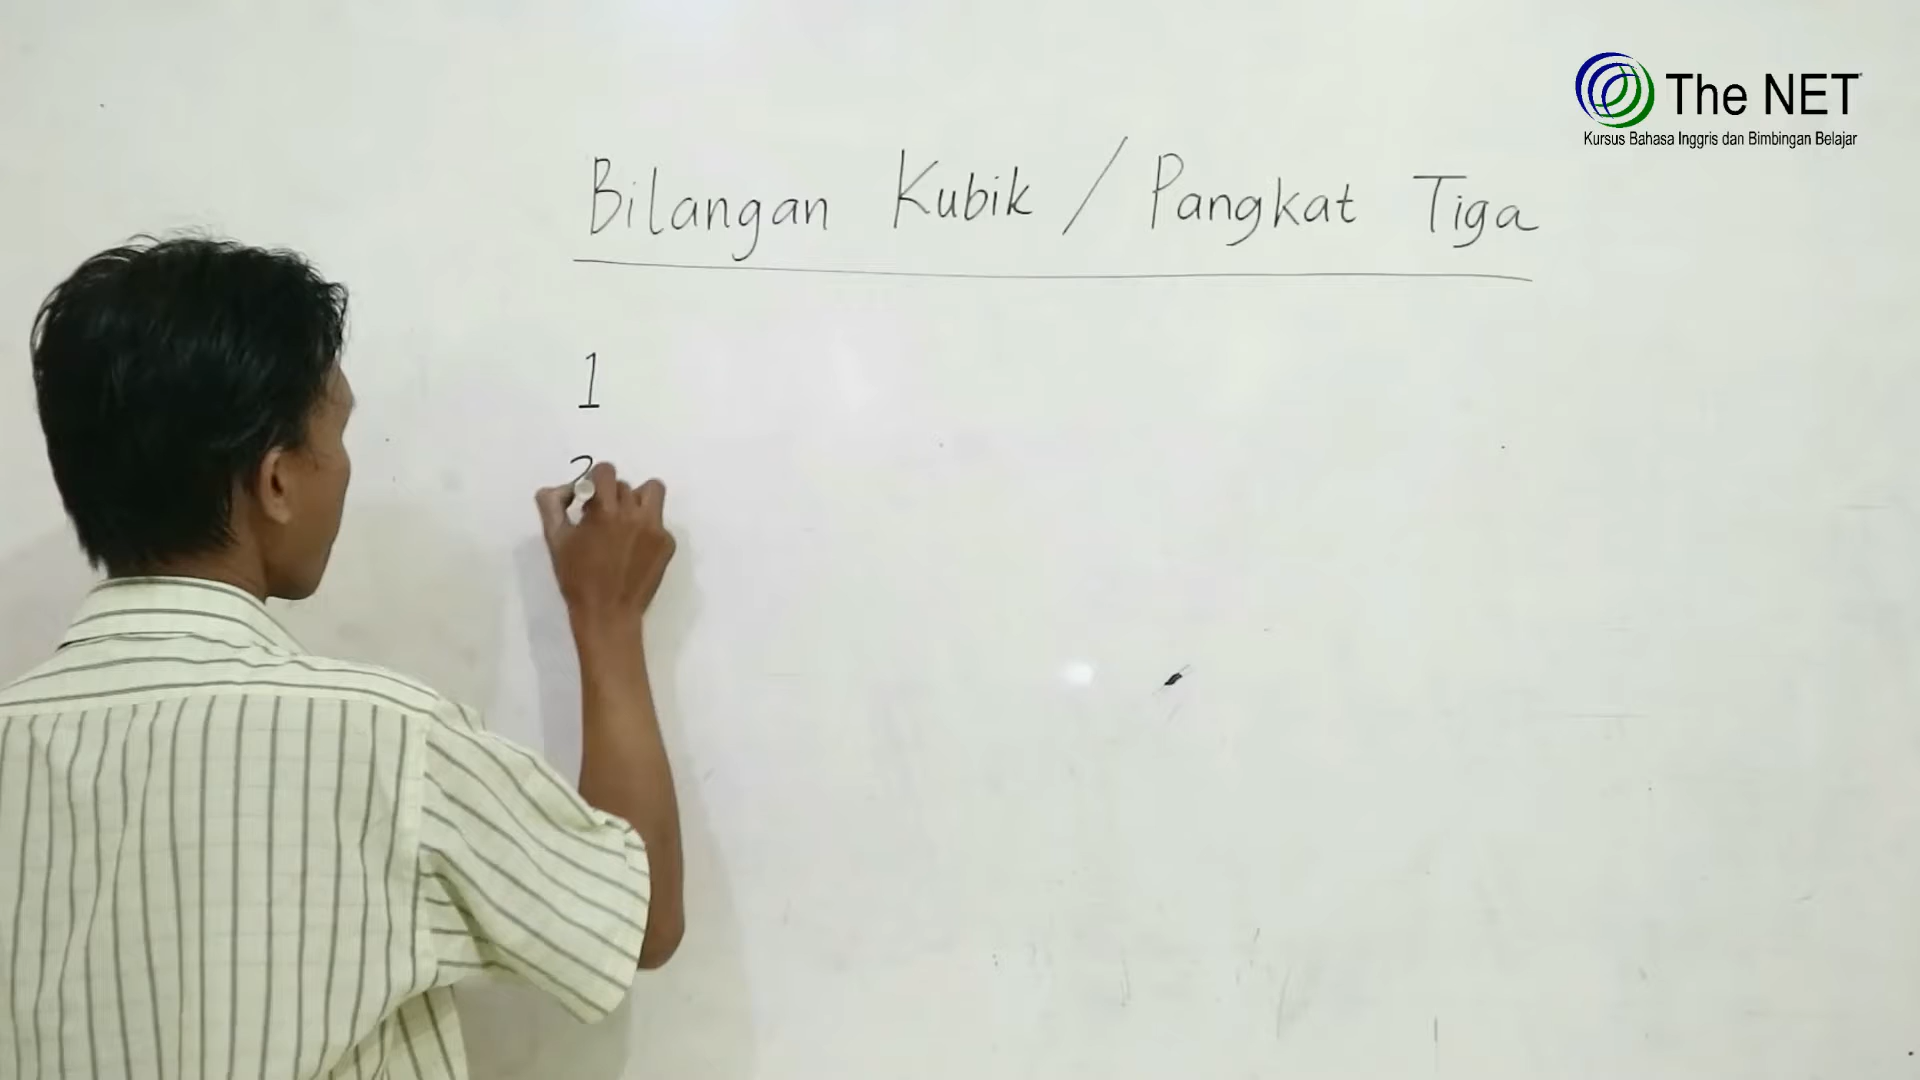 The NET
Kursus Bahasa Inggris dan Bimbingan Belajar
Bilangan Kubik / Pangkat Tiga
1